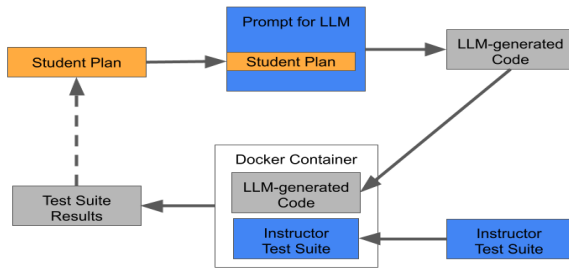 Prompt for LLM
Student Plan
Student Plan
LLM-generated
Code
Docker Container
LLM-generated
Code
Test Suite
Results
Instructor
Test Suite
Instructor
Test Suite